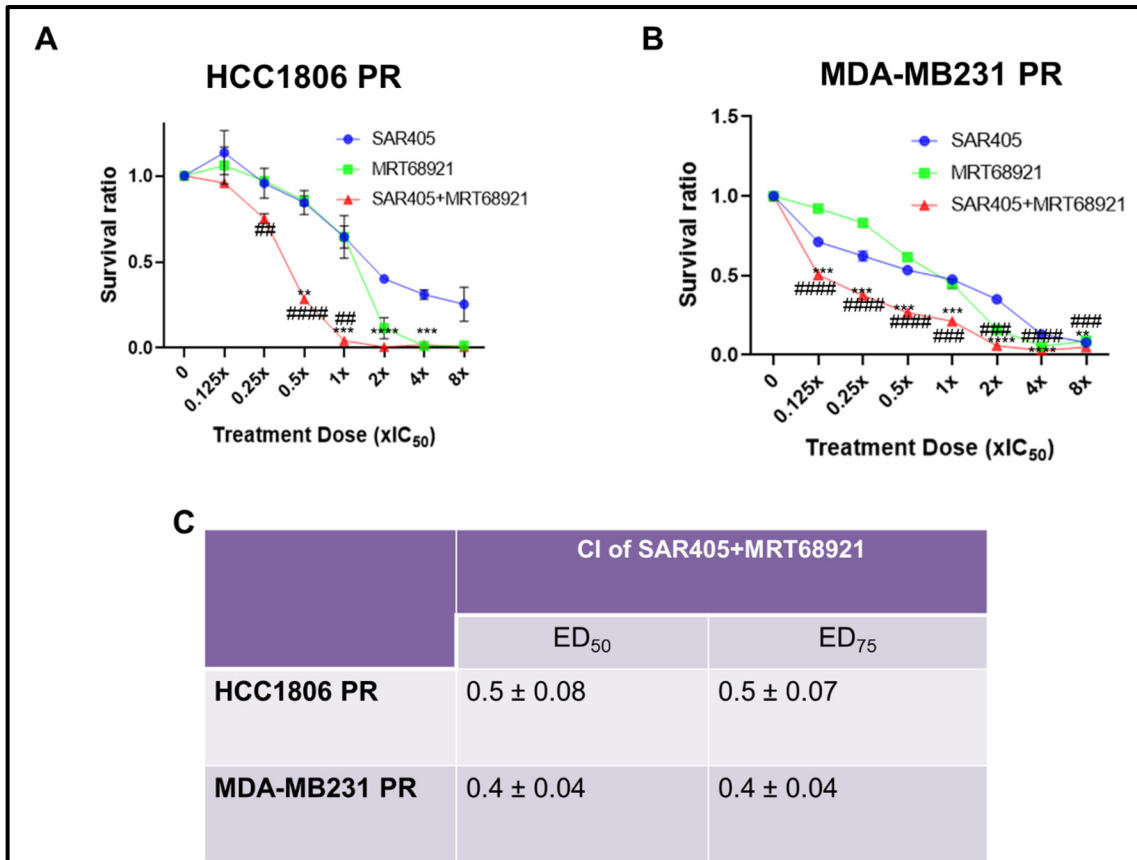 A
HCC1806 PR
Survival ratio
1.0
0.5
0.0
SAR405
MRT68921
SAR405+MRT68921
##
**
####
##
***
****
***
0
0.125x
0.25x
0.5x
1x
2x
4x
8x
Treatment Dose (xIC50)
B
MDA-MB231 PR
Survival ratio
1.5
1.0
0.5
0.0
SAR405
MRT68921
SAR405+MRT68921
***
####
***
####
***
####
***
###
###
****
####
****
###
**
0
0.125x
0.25x
0.5x
1x
2x
4x
8x
Treatment Dose (xIC50)
C
CI of SAR405+MRT68921
ED50 ED75
HCC1806 PR 0.5 ± 0.08 0.5 ± 0.07
MDA-MB231 PR 0.4 ± 0.04 0.4 ± 0.04